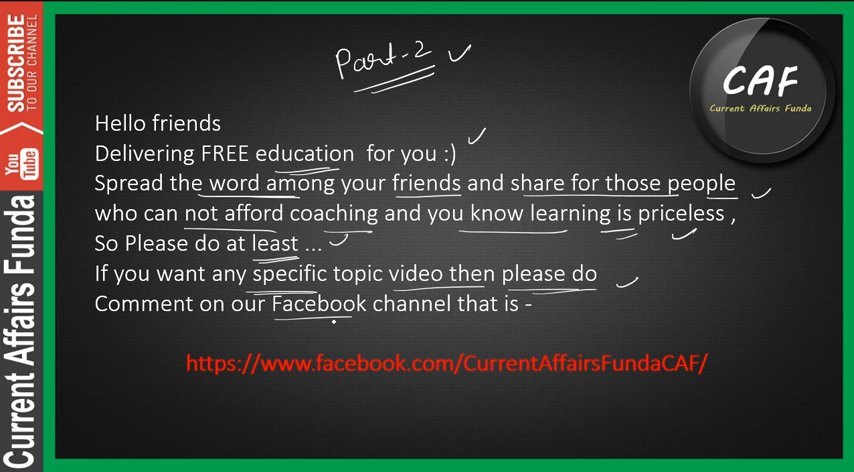 SUBSCRIBE
TO OUR CHANNEL
You Tube
Current Affairs Funda
Part-2
CAF
Current Affairs Funda
Hello friends
Delivering FREE education for you :)
Spread the word among your friends and share for those people
who can not afford coaching and you know learning is priceless ,
So Please do at least ...
If you want any specific topic video then please do
Comment on our Facebook channel that is -
https://www.facebook.com/CurrentAffairsFundaCAF/